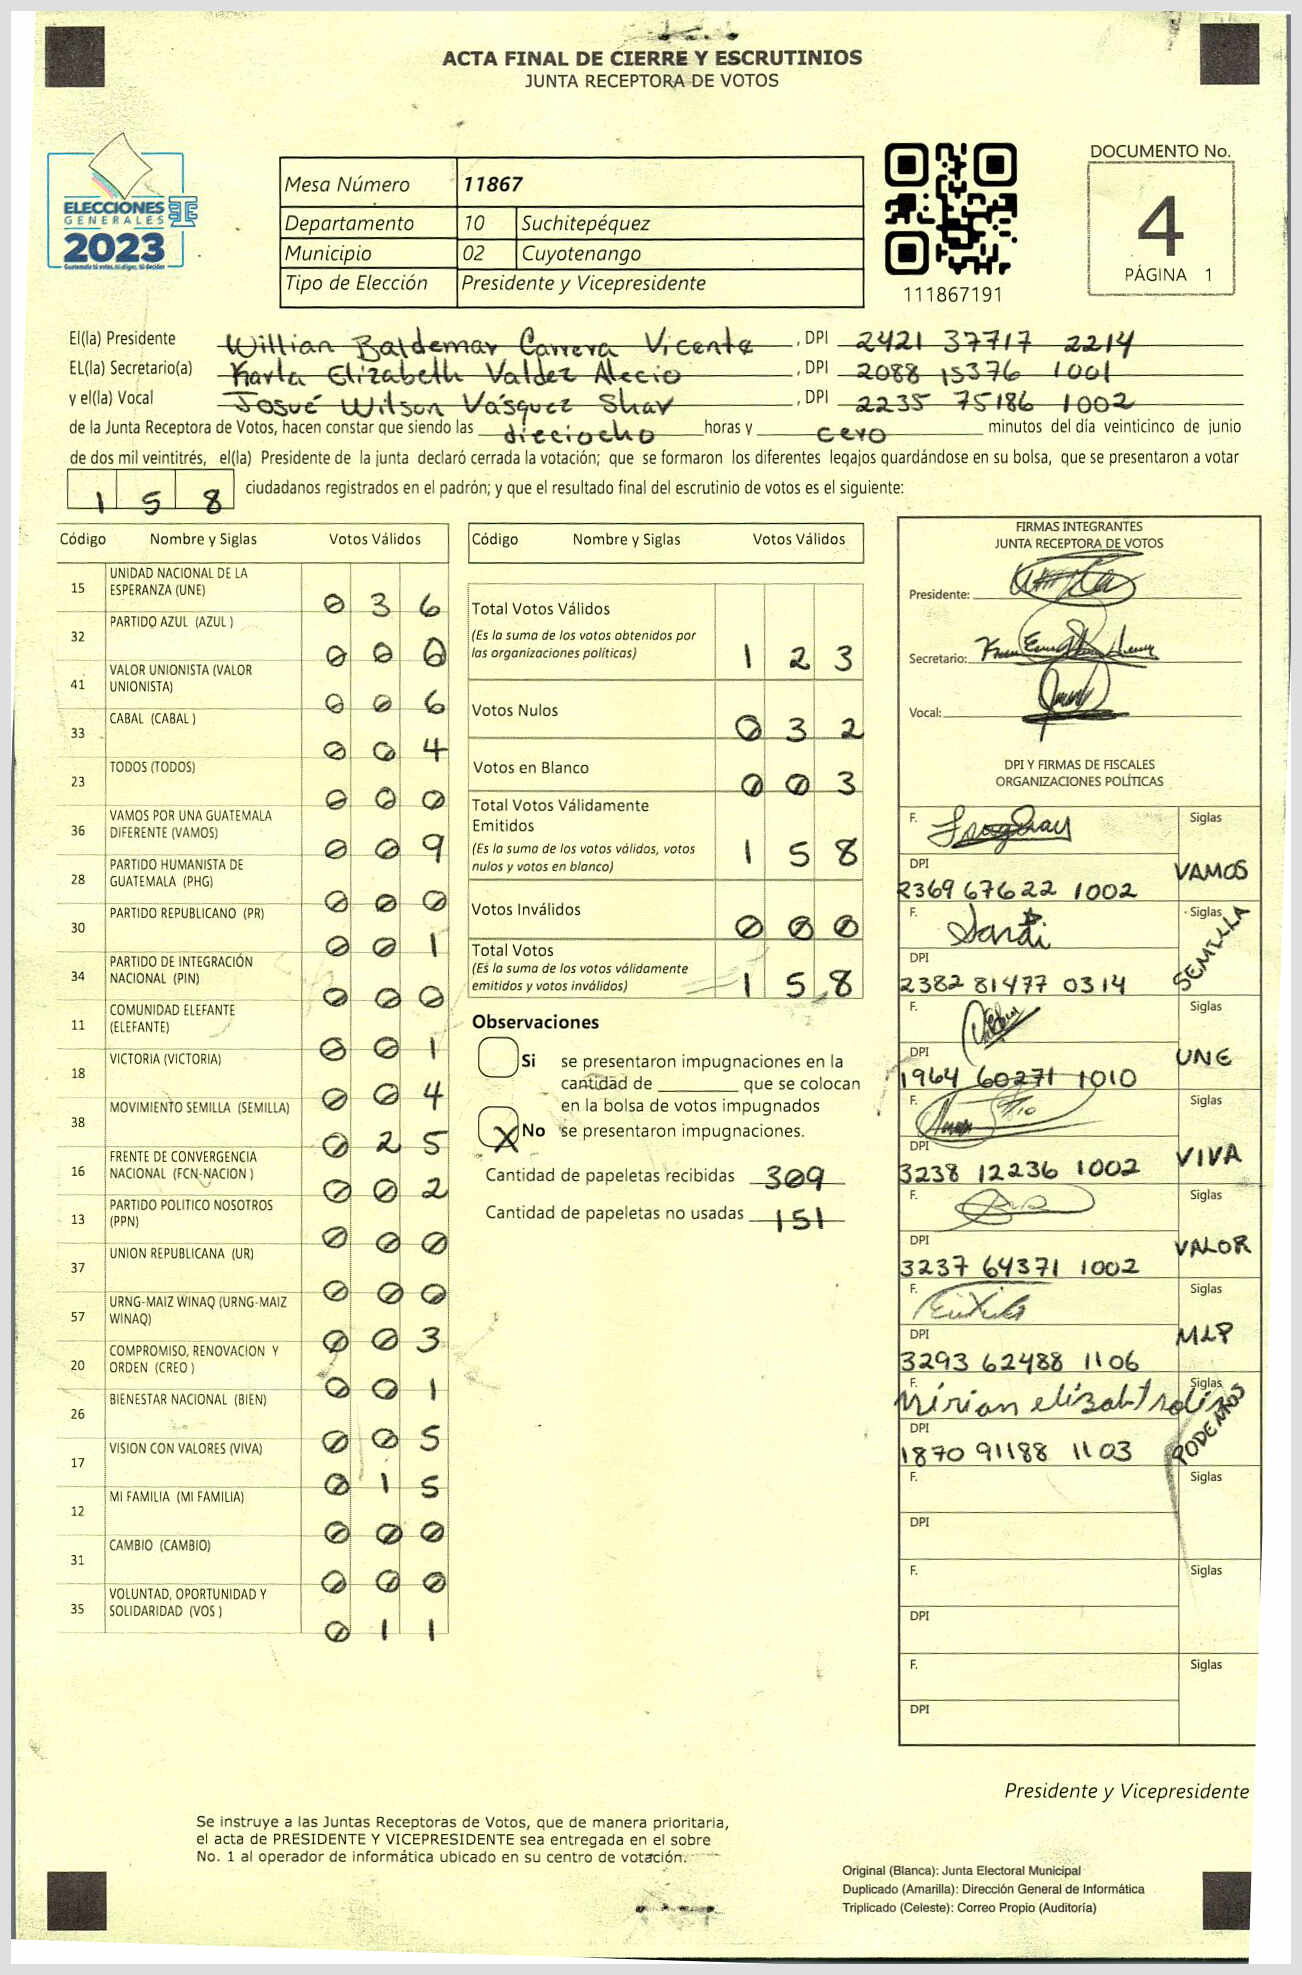 ACTA FINAL DE CIERRE Y ESCRUTINIOS
JUNTA RECEPTORA DE VOTOS
ELECCIONES
GENERALES
2023
Mesa Número 11867
Departamento 10 Suchitepéquez
Municipio 02 Cuyotenango
Tipo de Elección Presidente y Vicepresidente
111867191
DOCUMENTO No.
4
PÁGINA 1
El(la) Presidente Willian Baldemar Carrera Vicente, DPI 2421 37717 2214
EL(la) Secretario(a) Karla Elizabeth Valdez Alecio, DPI 2088 15376 1001
y el(la) Vocal Josué Wilson Vásquez Shav, DPI 2235 75186 1002
de la Junta Receptora de Votos, hacen constar que siendo las dieciocho horas y cero minutos del día veinticinco de junio
de dos mil veintitrés, el(la) Presidente de la junta declaró cerrada la votación; que se formaron los diferentes legajos guardándose en su bolsa, que se presentaron a votar
1 5 8 ciudadanos registrados en el padrón; y que el resultado final del escrutinio de votos es el siguiente:
Código Nombre y Siglas Votos Válidos
15 UNIDAD NACIONAL DE LA
ESPERANZA (UNE) 0 3 6
32 PARTIDO AZUL (AZUL ) 0 0 0
41 VALOR UNIONISTA (VALOR
UNIONISTA) 0 0 6
33 CABAL (CABAL ) 0 0 4
23 TODOS (TODOS) 0 0 0
36 VAMOS POR UNA GUATEMALA
DIFERENTE (VAMOS) 0 0 9
28 PARTIDO HUMANISTA DE
GUATEMALA (PHG) 0 0 0
30 PARTIDO REPUBLICANO (PR) 0 0 1
34 PARTIDO DE INTEGRACIÓN
NACIONAL (PIN) 0 0 0
11 COMUNIDAD ELEFANTE
(ELEFANTE) 0 0 1
18 VICTORIA (VICTORIA) 0 0 4
38 MOVIMIENTO SEMILLA (SEMILLA) 0 2 5
16 FRENTE DE CONVERGENCIA
NACIONAL (FCN-NACION ) 0 0 2
13 PARTIDO POLITICO NOSOTROS
(PPN) 0 0 0
37 UNION REPUBLICANA (UR) 0 0 0
57 URNG-MAIZ WINAQ (URNG-MAIZ
WINAQ) 0 0 3
20 COMPROMISO, RENOVACION Y
ORDEN (CREO ) 0 0 1
26 BIENESTAR NACIONAL (BIEN) 0 0 5
17 VISION CON VALORES (VIVA) 0 1 5
12 MI FAMILIA (MI FAMILIA) 0 0 0
31 CAMBIO (CAMBIO) 0 0 0
35 VOLUNTAD, OPORTUNIDAD Y
SOLIDARIDAD (VOS ) 0 1 1
Código Nombre y Siglas Votos Válidos
Total Votos Válidos
(Es la suma de los votos obtenidos por
las organizaciones políticas) 1 2 3
Votos Nulos 0 3 2
Votos en Blanco 0 0 3
Total Votos Válidamente
Emitidos
(Es la suma de los votos válidos, votos
nulos y votos en blanco) 1 5 8
Votos Inválidos 0 0 0
Total Votos
(Es la suma de los votos válidamente
emitidos y votos inválidos) 1 5 8
Observaciones
Si se presentaron impugnaciones en la
cantidad de ________ que se colocan
en la bolsa de votos impugnados
X No se presentaron impugnaciones.
Cantidad de papeletas recibidas 309
Cantidad de papeletas no usadas 151
FIRMAS INTEGRANTES
JUNTA RECEPTORA DE VOTOS
Presidente:
Secretario:
Vocal:
DPI Y FIRMAS DE FISCALES
ORGANIZACIONES POLÍTICAS
F. Siglas
DPI VAMOS
2369 67622 1002
F. Siglas
DPI SEMILLA
2382 81477 0314
F. Siglas
DPI UNE
1964 60271 1010
F. Siglas
DPI VIVA
3238 12236 1002
F. Siglas
DPI VALOR
3237 64371 1002
F. Siglas
DPI MLP
3293 62488 1106
F. Mirian Siglas
DPI PODEMOS
1870 91188 1103
F. Siglas
DPI
F. Siglas
DPI
F. Siglas
DPI
Presidente y Vicepresidente
Se instruye a las Juntas Receptoras de Votos, que de manera prioritaria,
el acta de PRESIDENTE Y VICEPRESIDENTE sea entregada en el sobre
No. 1 al operador de informática ubicado en su centro de votación.
Original (Blanca): Junta Electoral Municipal
Duplicado (Amarilla): Dirección General de Informática
Triplicado (Celeste): Correo Propio (Auditoría)